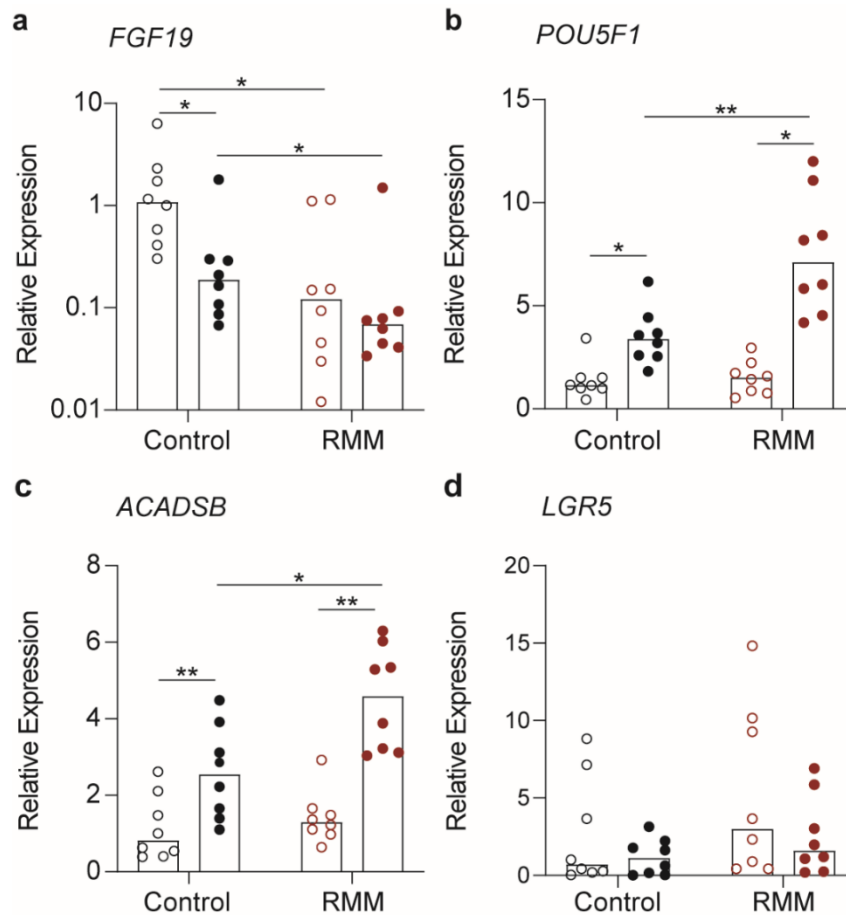 a
FGF19
Relative Expression
10
1
0.1
0.01
*
*
*
Control
RMM
b
POU5F1
Relative Expression
15
10
5
0
**
*
*
Control
RMM
c
ACADSB
Relative Expression
8
6
4
2
0
*
**
**
Control
RMM
d
LGR5
Relative Expression
20
15
10
5
0
Control
RMM